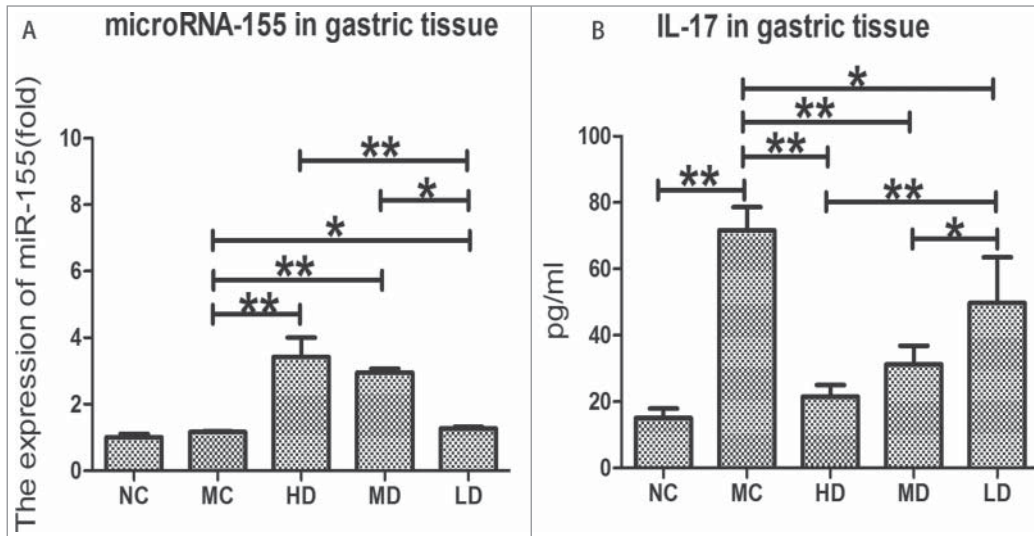 A
microRNA-155 in gastric tissue
The expression of miR-155(fold)
10
8
6
4
2
0
**
*
*
**
**
NC MC HD MD LD
B
IL-17 in gastric tissue
pg/ml
100
80
60
40
20
0
*
**
**
**
**
*
NC MC HD MD LD